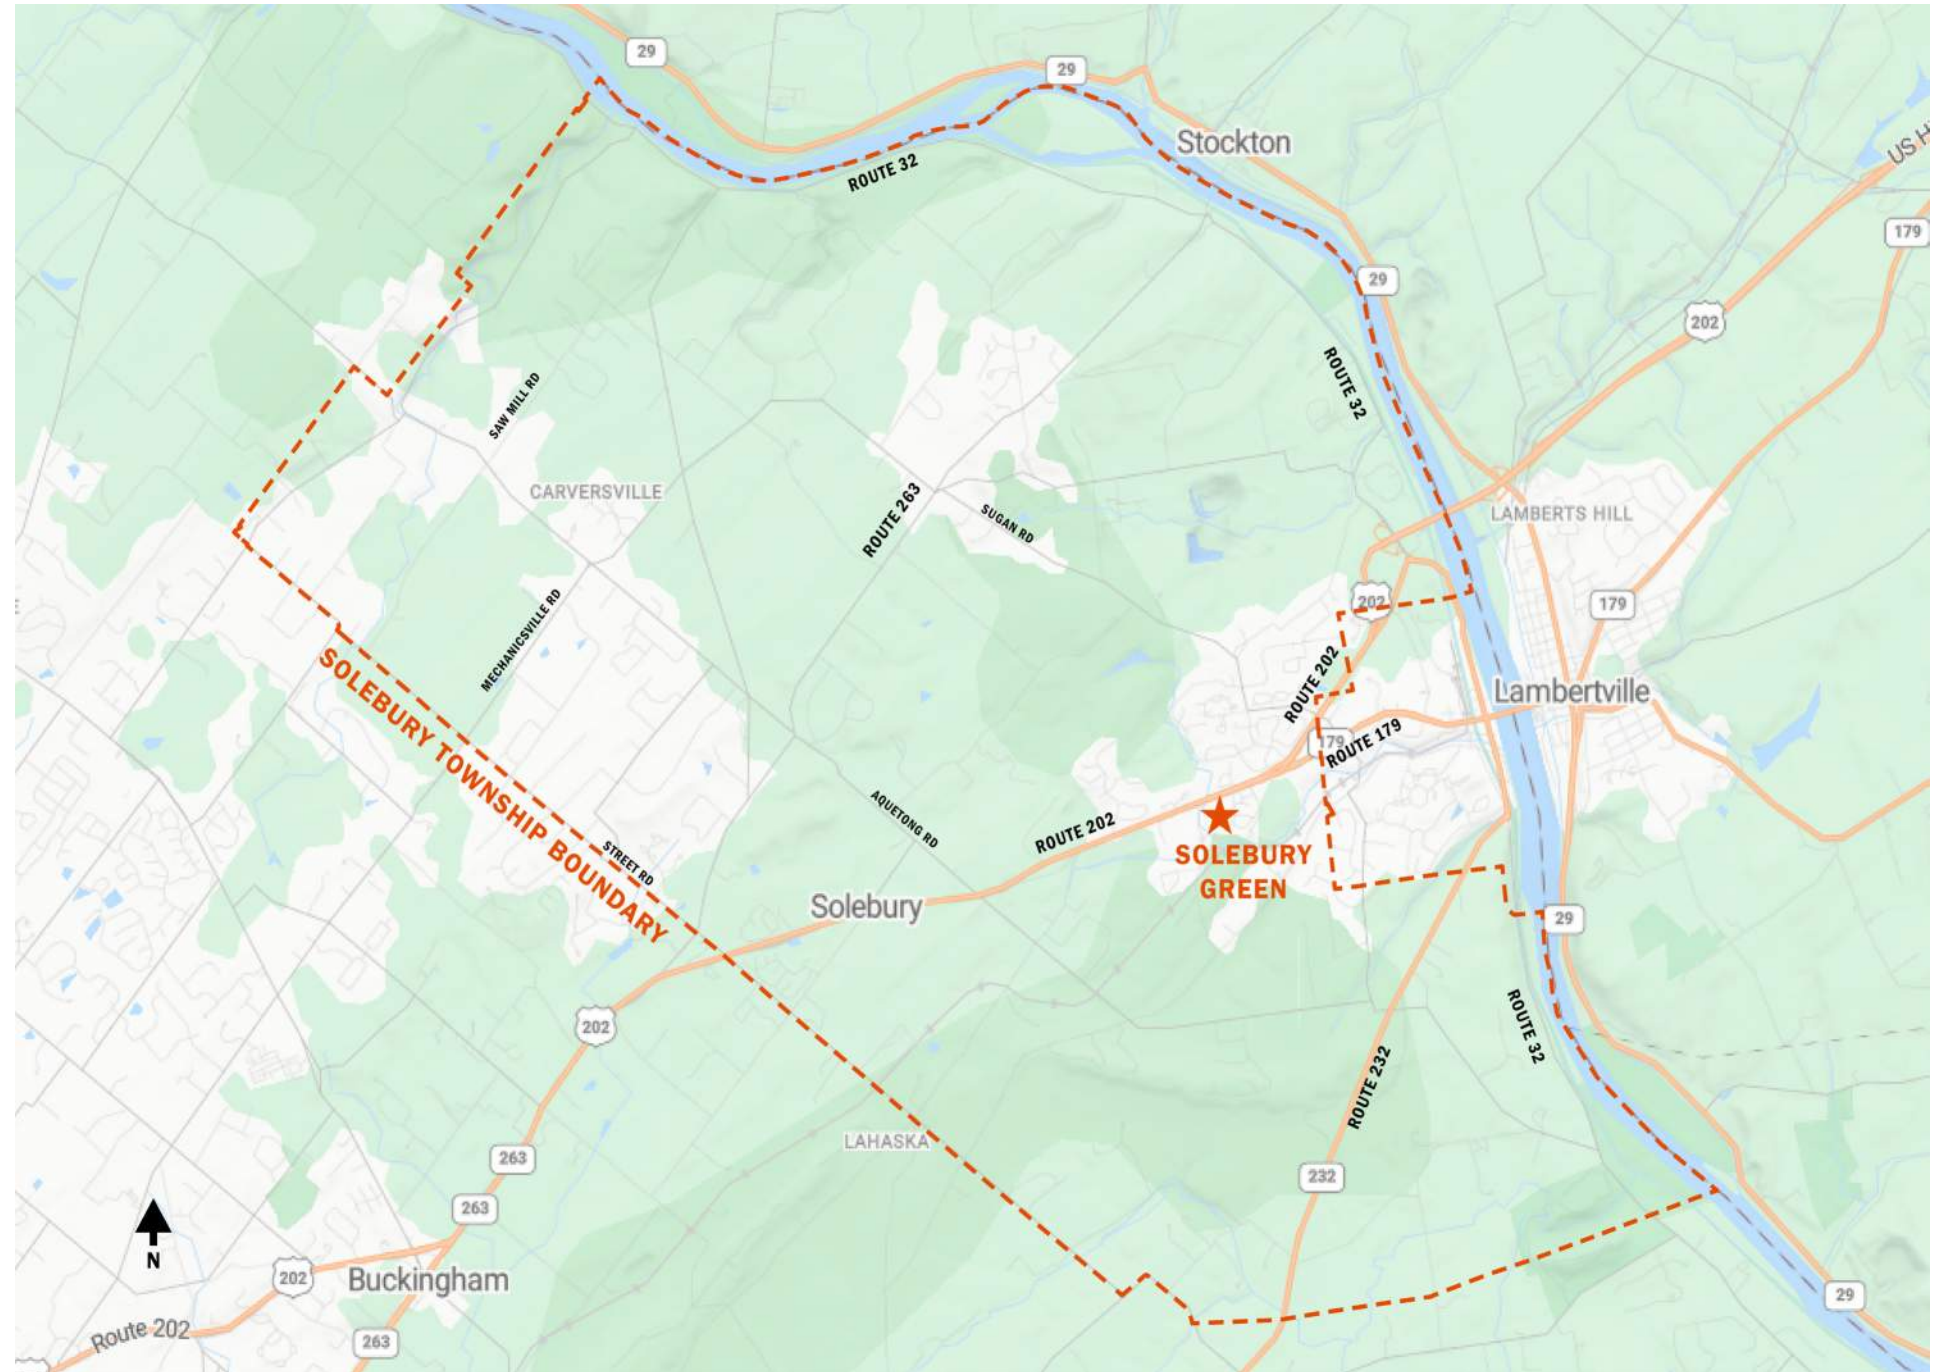 29
29
Stockton
ROUTE 32
US H
179
29
202
ROUTE 32
SAW MILL RD
CARVERSVILLE
ROUTE 263
SUGAN RD
LAMBERTS HILL
202
179
MECHANICSVILLE RD
ROUTE 202
Lambertville
179
ROUTE 179
SOLEBURY TOWNSHIP BOUNDARY
STREET RD
AQUETONG RD
ROUTE 202
SOLEBURY
GREEN
Solebury
29
202
ROUTE 32
ROUTE 232
LAHASKA
263
232
263
N
202
Buckingham
29
Route 202
263